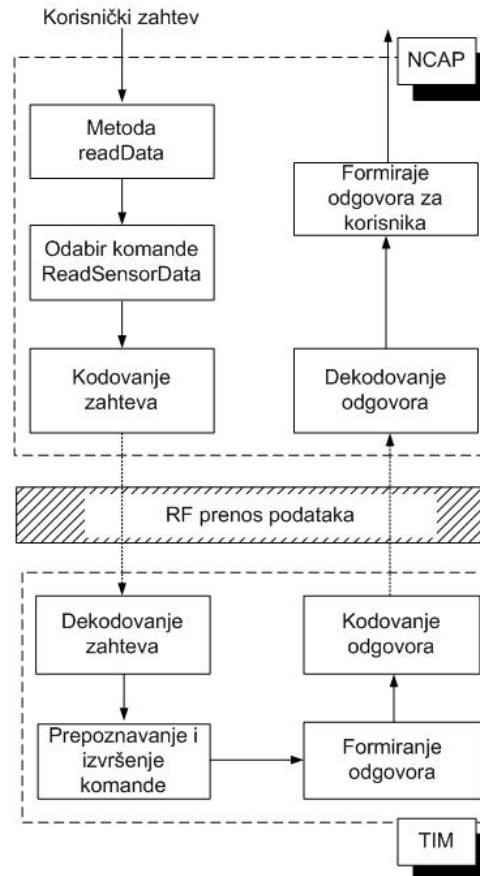 Korisnički zahtev
NCAP
Metoda
readData
Formiraje
odgovora za
korisnika
Odabir komande
ReadSensorData
Kodovanje
zahteva
Dekodovanje
odgovora
RF prenos podataka
Dekodovanje
zahteva
Kodovanje
odgovora
Prepoznavanje i
izvršenje
komande
Formiranje
odgovora
TIM